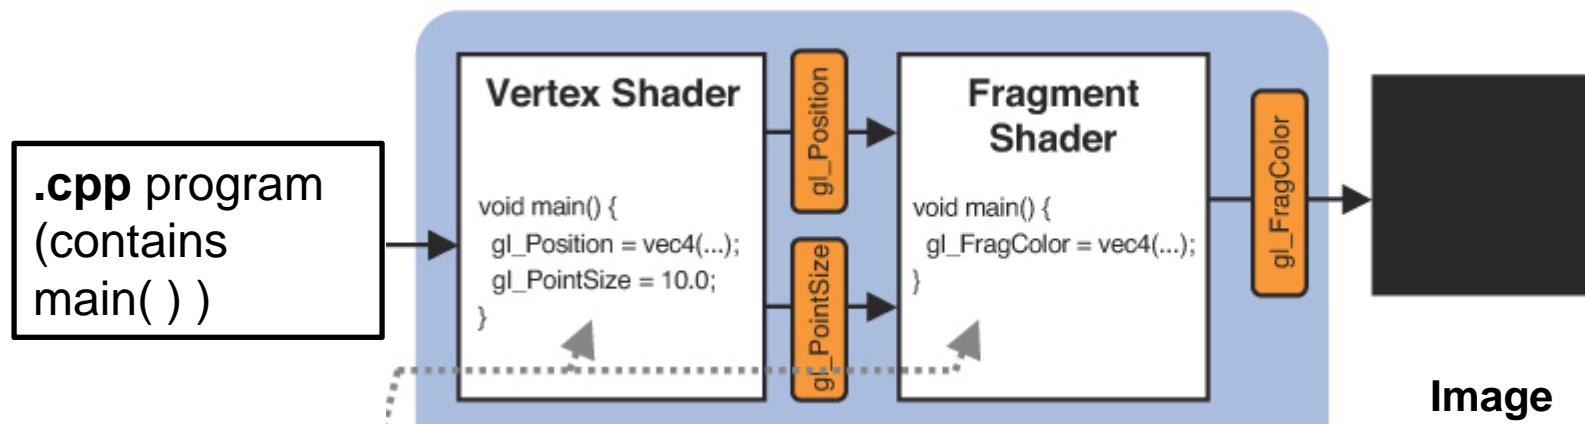 .cpp program
(contains
main( ) )
Vertex Shader
void main() {
gl_Position = vec4(...);
gl_PointSize = 10.0;
}
gl_Position
gl_PointSize
Fragment
Shader
void main() {
gl_FragColor = vec4(...);
}
gl_FragColor
Image